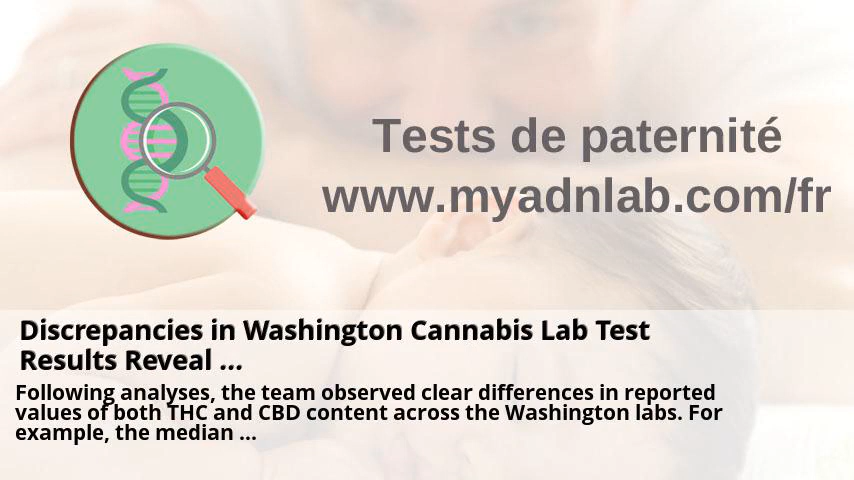 Tests de paternité
www.myadnlab.com/fr
Discrepancies in Washington Cannabis Lab Test
Results Reveal ...
Following analyses, the team observed clear differences in reported
values of both THC and CBD content across the Washington labs. For
example, the median ...